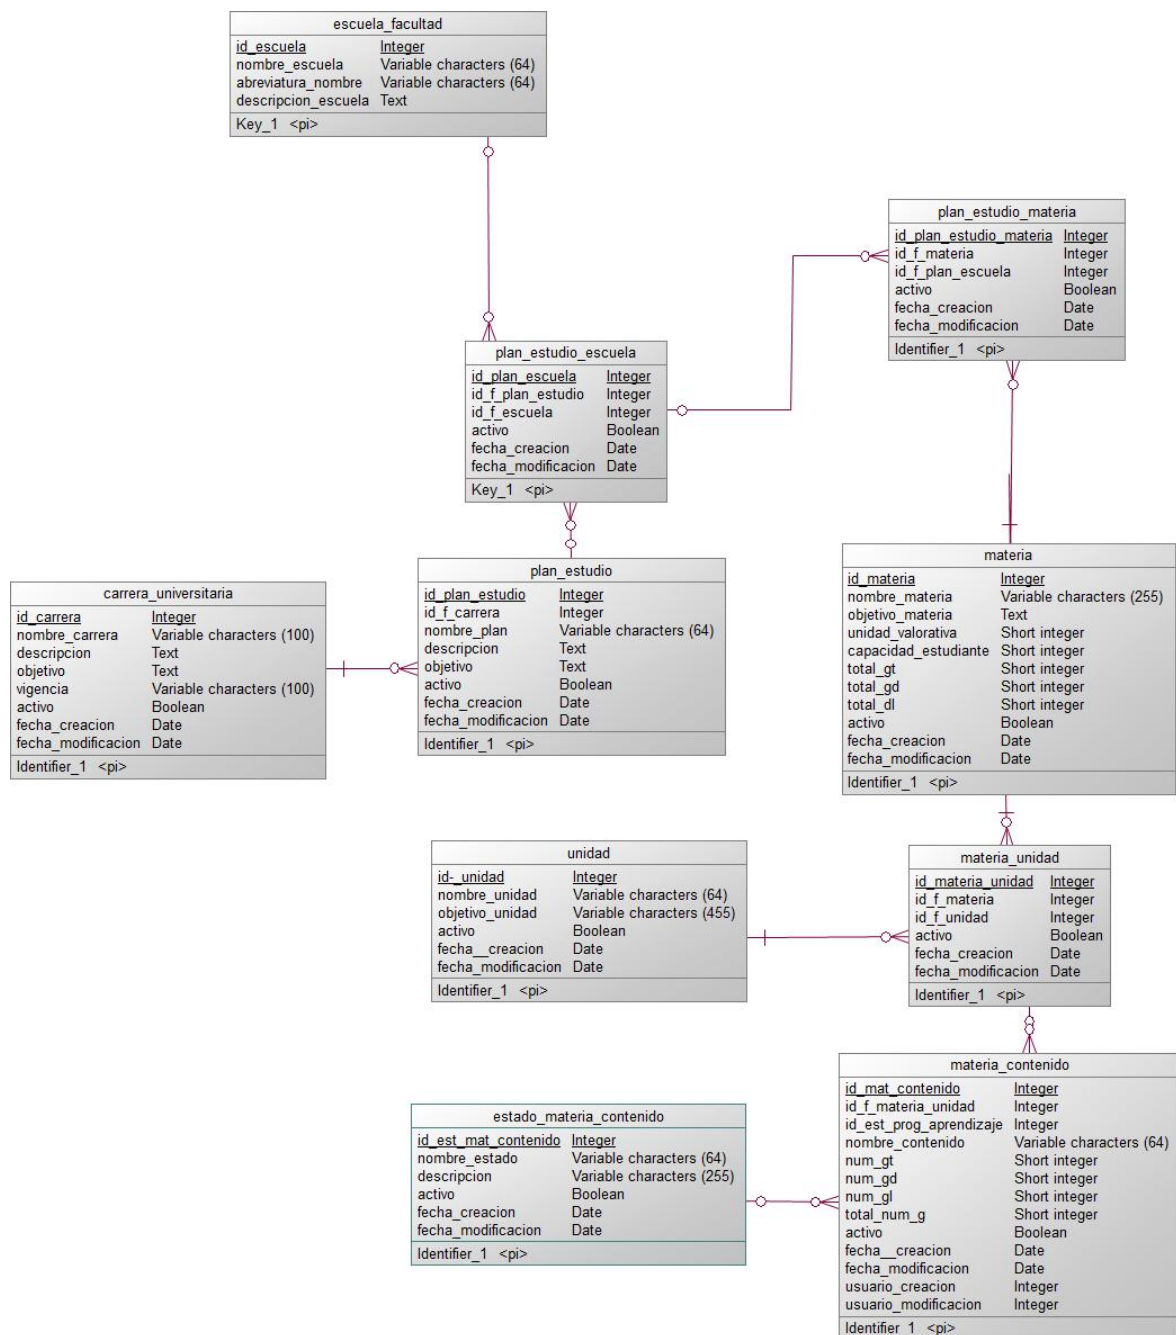 escuela_facultad
id_escuela Integer
nombre_escuela Variable characters (64)
abreviatura_nombre Variable characters (64)
descripcion_escuela Text
Key_1 <pi>
plan_estudio_materia
id_plan_estudio_materia Integer
id_f_materia Integer
id_f_plan_escuela Integer
activo Boolean
fecha_creacion Date
fecha_modificacion Date
Identifier_1 <pi>
plan_estudio_escuela
id_plan_escuela Integer
id_f_plan_estudio Integer
id_f_escuela Integer
activo Boolean
fecha_creacion Date
fecha_modificacion Date
Key_1 <pi>
carrera_universitaria
id_carrera Integer
nombre_carrera Variable characters (100)
descripcion Text
objetivo Text
vigencia Variable characters (100)
activo Boolean
fecha_creacion Date
fecha_modificacion Date
Identifier_1 <pi>
plan_estudio
id_plan_estudio Integer
id_f_carrera Integer
nombre_plan Variable characters (64)
descripcion Text
objetivo Text
activo Boolean
fecha_creacion Date
fecha_modificacion Date
Identifier_1 <pi>
materia
id_materia Integer
nombre_materia Variable characters (255)
objetivo_materia Text
unidad_valorativa Short integer
capacidad_estudiante Short integer
total_gt Short integer
total_gd Short integer
total_dl Short integer
activo Boolean
fecha_creacion Date
fecha_modificacion Date
Identifier_1 <pi>
unidad
id-_unidad Integer
nombre_unidad Variable characters (64)
objetivo_unidad Variable characters (455)
activo Boolean
fecha__creacion Date
fecha_modificacion Date
Identifier_1 <pi>
materia_unidad
id_materia_unidad Integer
id_f_materia Integer
id_f_unidad Integer
activo Boolean
fecha_creacion Date
fecha_modificacion Date
Identifier_1 <pi>
estado_materia_contenido
id_est_mat_contenido Integer
nombre_estado Variable characters (64)
descripcion Variable characters (255)
activo Boolean
fecha_creacion Date
fecha_modificacion Date
Identifier_1 <pi>
materia_contenido
id_mat_contenido Integer
id_f_materia_unidad Integer
id_est_prog_aprendizaje Integer
nombre_contenido Variable characters (64)
num_gt Short integer
num_gd Short integer
num_gl Short integer
total_num_g Short integer
activo Boolean
fecha__creacion Date
fecha_modificacion Date
usuario_creacion Integer
usuario_modificacion Integer
Identifier_1 <pi>